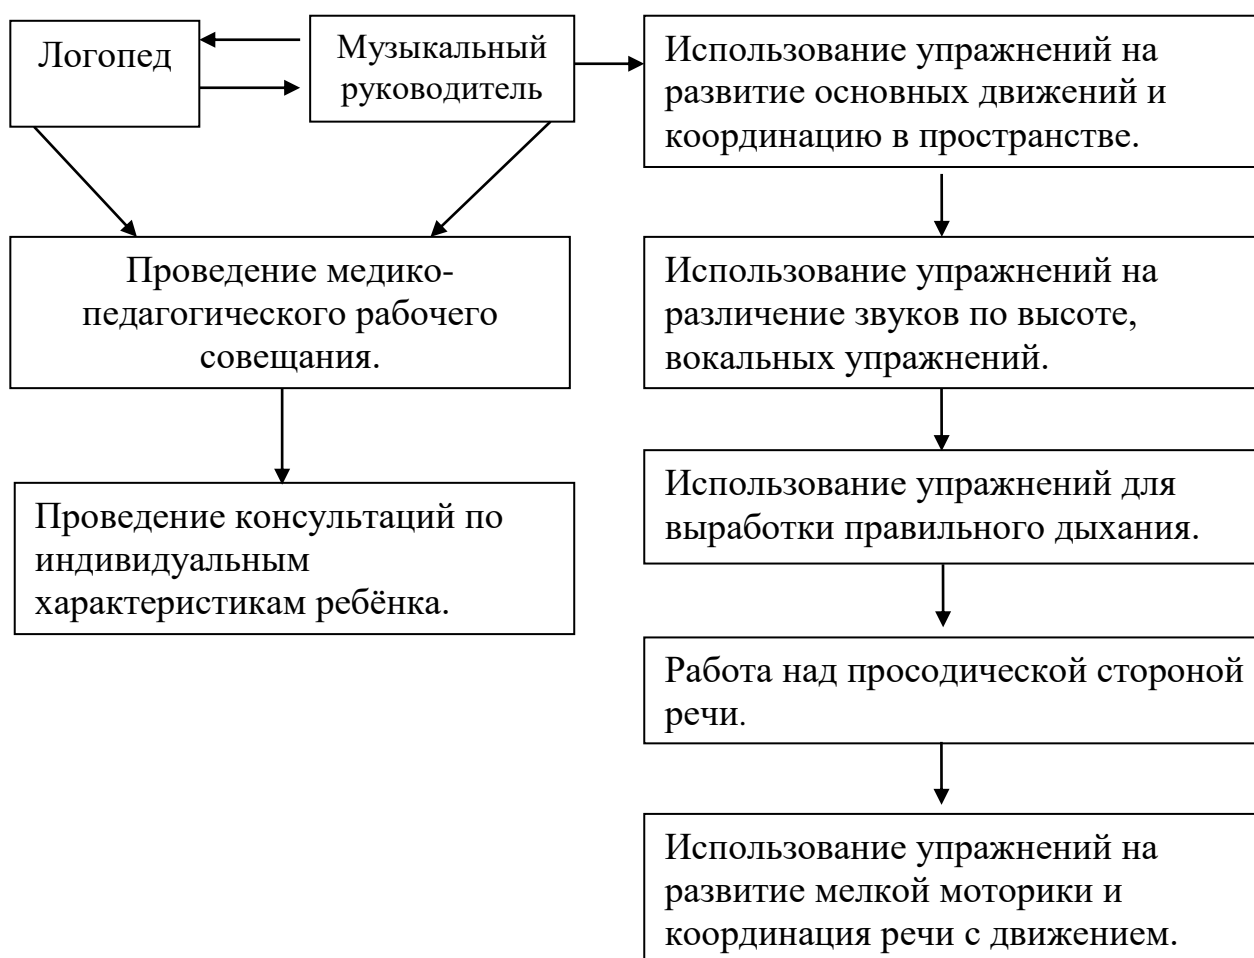 Логопед
Музыкальный
руководитель
Использование упражнений на
развитие основных движений и
координацию в пространстве.
Проведение медико-
педагогического рабочего
совещания.
Использование упражнений на
различение звуков по высоте,
вокальных упражнений.
Проведение консультаций по
индивидуальным
характеристикам ребёнка.
Использование упражнений для
выработки правильного дыхания.
Работа над просодической стороной
речи.
Использование упражнений на
развитие мелкой моторики и
координация речи с движением.